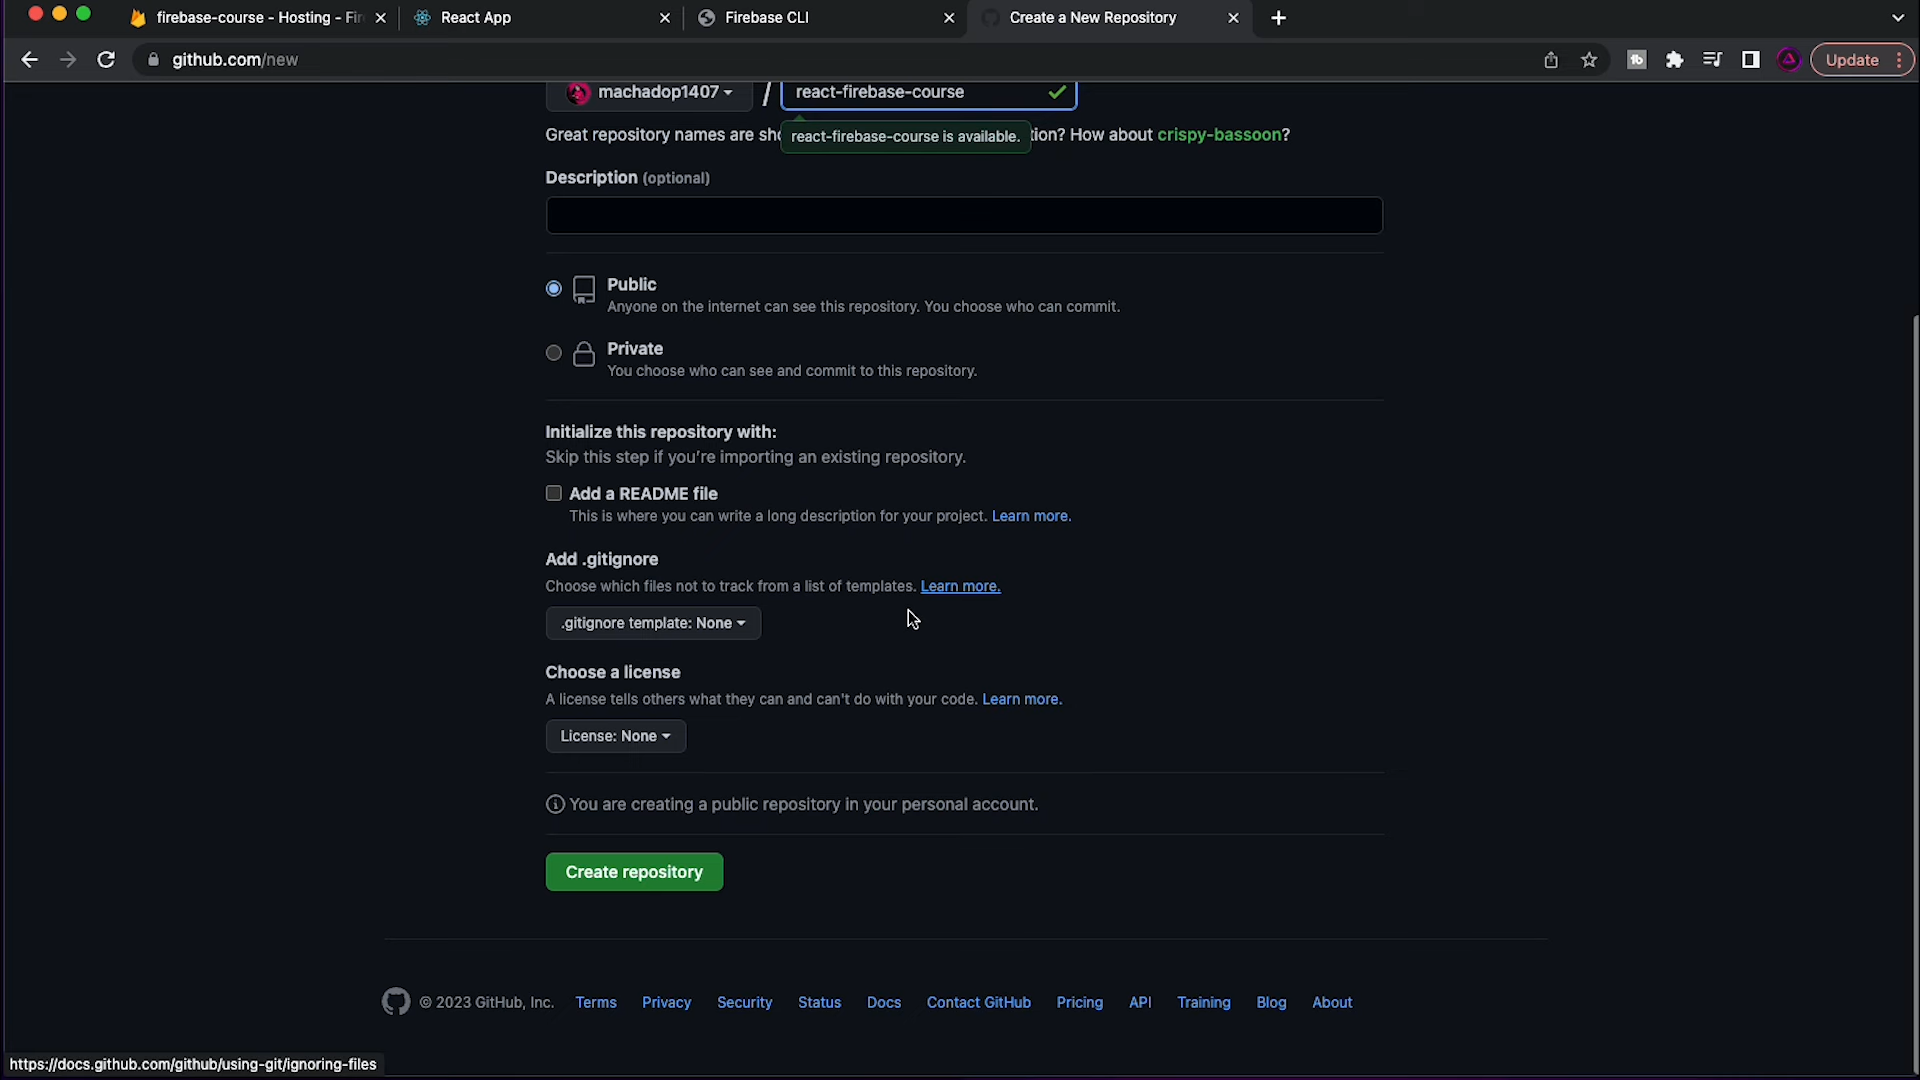 firebase-course - Hosting - Fi
React App
Firebase CLI
Create a New Repository
github.com/new
Update
machadop1407
/
react-firebase-course
Great repository names are sho
react-firebase-course is available.
tion? How about crispy-bassoon?
Description (optional)
Public
Anyone on the internet can see this repository. You choose who can commit.
Private
You choose who can see and commit to this repository.
Initialize this repository with:
Skip this step if you're importing an existing repository.
Add a README file
This is where you can write a long description for your project. Learn more.
Add .gitignore
Choose which files not to track from a list of templates. Learn more.
.gitignore template: None
Choose a license
A license tells others what they can and can't do with your code. Learn more.
License: None
You are creating a public repository in your personal account.
Create repository
© 2023 GitHub, Inc. Terms Privacy Security Status Docs Contact GitHub Pricing API Training Blog About
https://docs.github.com/github/using-git/ignoring-files